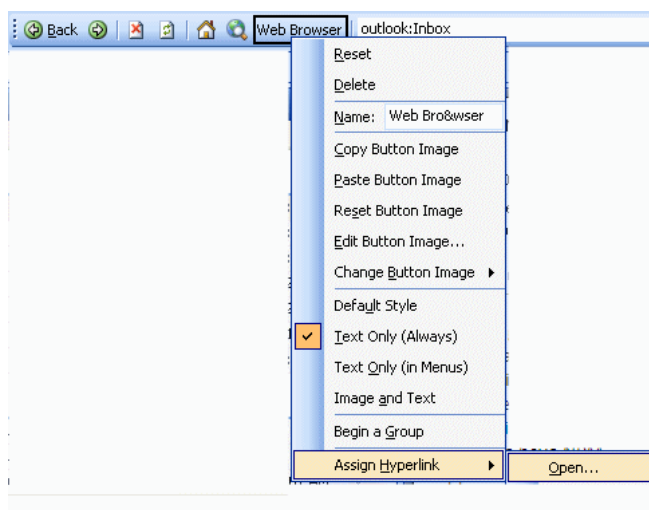 Back Web Browser outlook:Inbox
Reset
Delete
Name: Web Bro&wser
Copy Button Image
Paste Button Image
Reset Button Image
Edit Button Image...
Change Button Image
Default Style
Text Only (Always)
Text Only (in Menus)
Image and Text
Begin a Group
Assign Hyperlink Open...